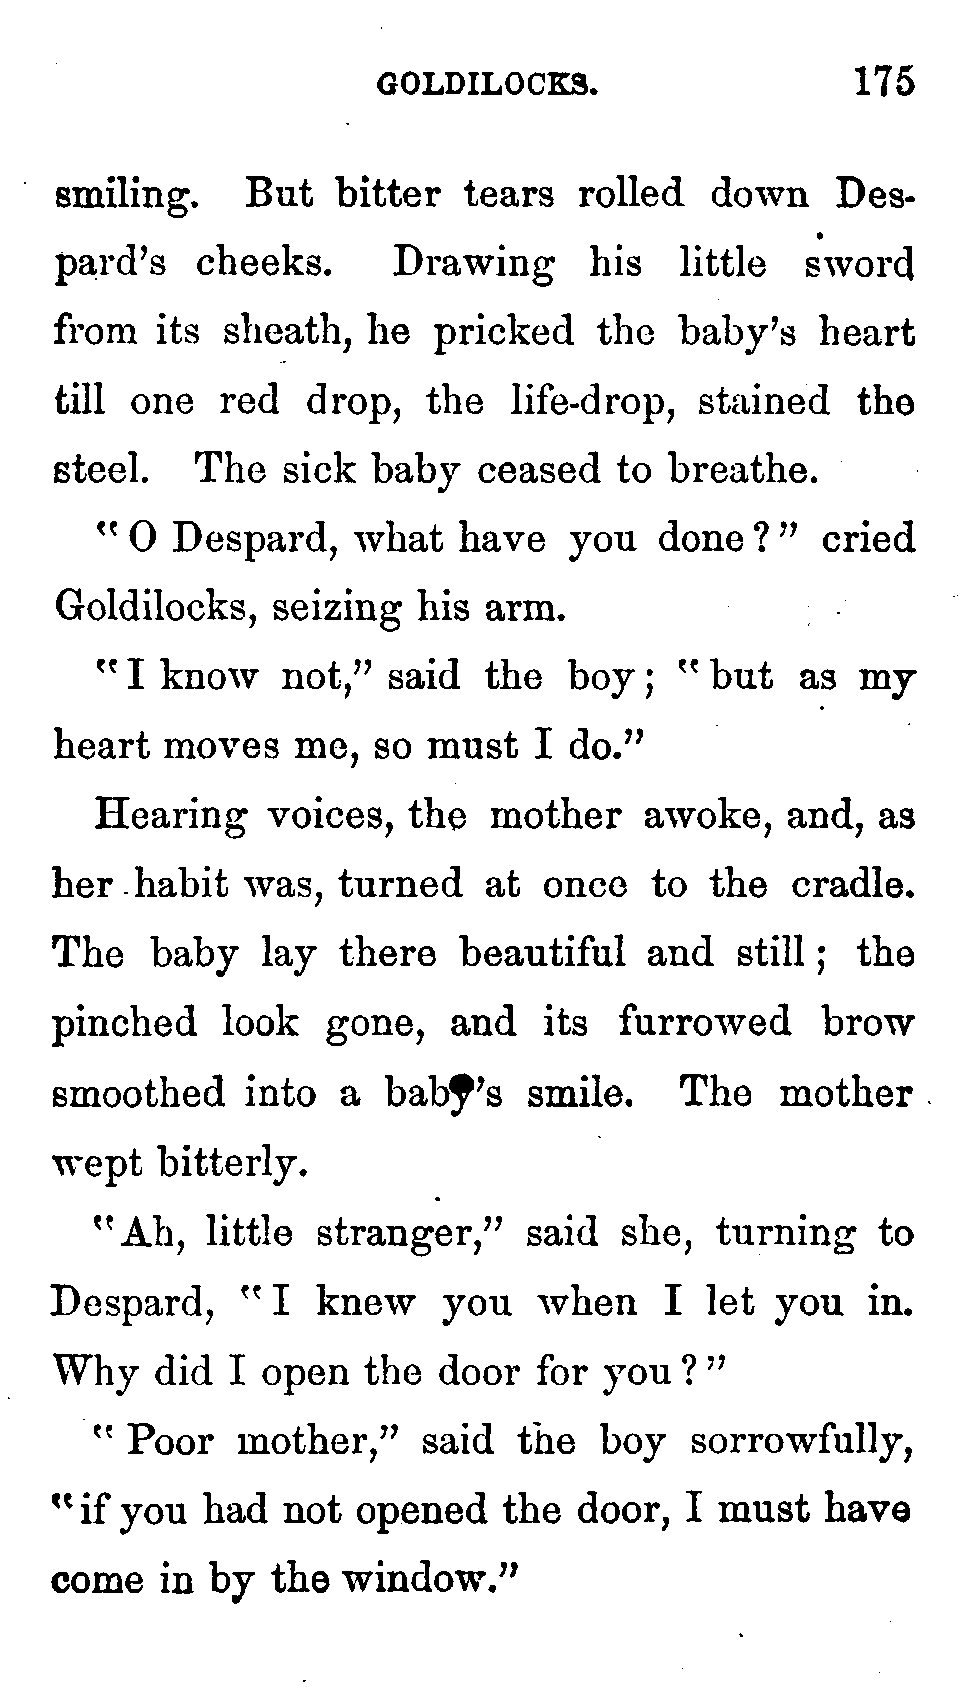 GOLDILOCKS. 175
smiling. But bitter tears rolled down Des-
pard's cheeks. Drawing his little sword
from its sheath, he pricked the baby's heart
till one red drop, the life-drop, stained the
steel. The sick baby ceased to breathe.
"O Despard, what have you done?" cried
Goldilocks, seizing his arm.
"I know not," said the boy; "but as my
heart moves me, so must I do."
Hearing voices, the mother awoke, and, as
her habit was, turned at once to the cradle.
The baby lay there beautiful and still; the
pinched look gone, and its furrowed brow
smoothed into a baby's smile. The mother
wept bitterly.
"Ah, little stranger," said she, turning to
Despard, "I knew you when I let you in.
Why did I open the door for you?"
"Poor mother," said the boy sorrowfully,
"if you had not opened the door, I must have
come in by the window."